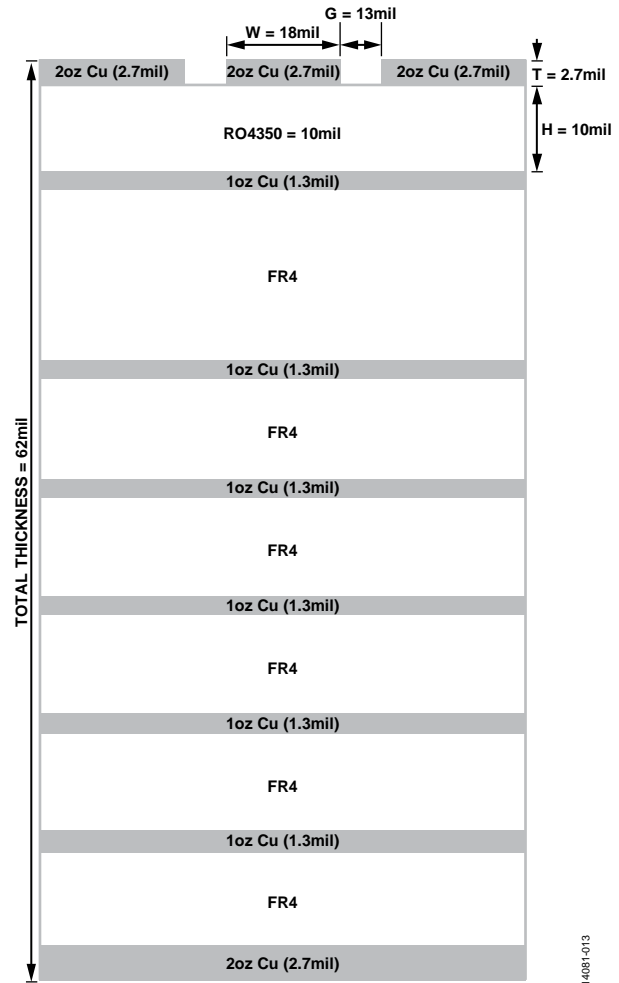 G = 13mil
W = 18mil
2oz Cu (2.7mil)
2oz Cu (2.7mil)
2oz Cu (2.7mil)
T = 2.7mil
RO4350 = 10mil
H = 10mil
1oz Cu (1.3mil)
FR4
1oz Cu (1.3mil)
FR4
1oz Cu (1.3mil)
FR4
1oz Cu (1.3mil)
FR4
1oz Cu (1.3mil)
FR4
1oz Cu (1.3mil)
FR4
2oz Cu (2.7mil)
TOTAL THICKNESS = 62mil
14081-013